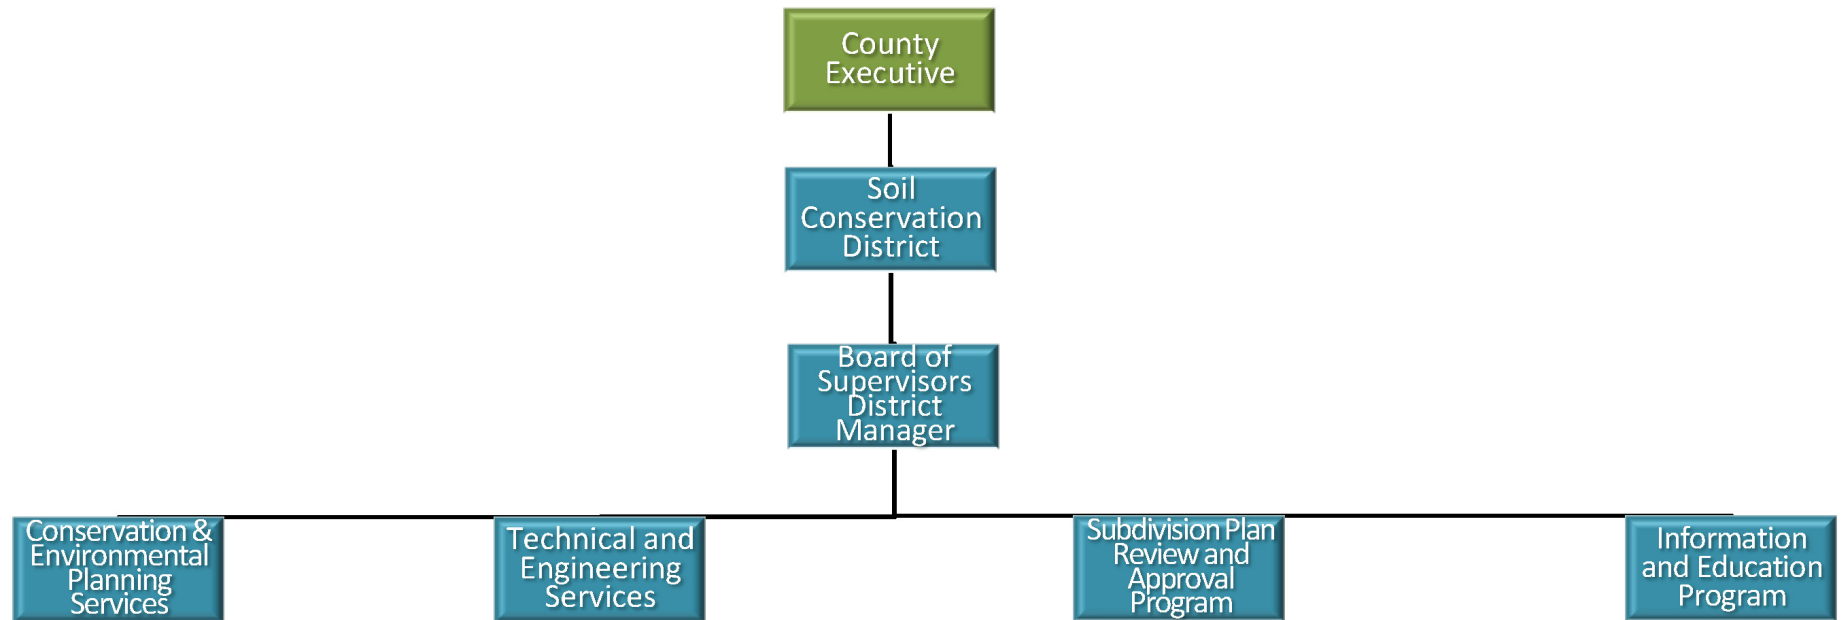 County
Executive
Soil
Conservation
District
Board of
Supervisors
District
Manager
Conservation &
Environmental
Planning
Services
Technical and
Engineering
Services
Subdivision Plan
Review and
Approval
Program
Information
and Education
Program